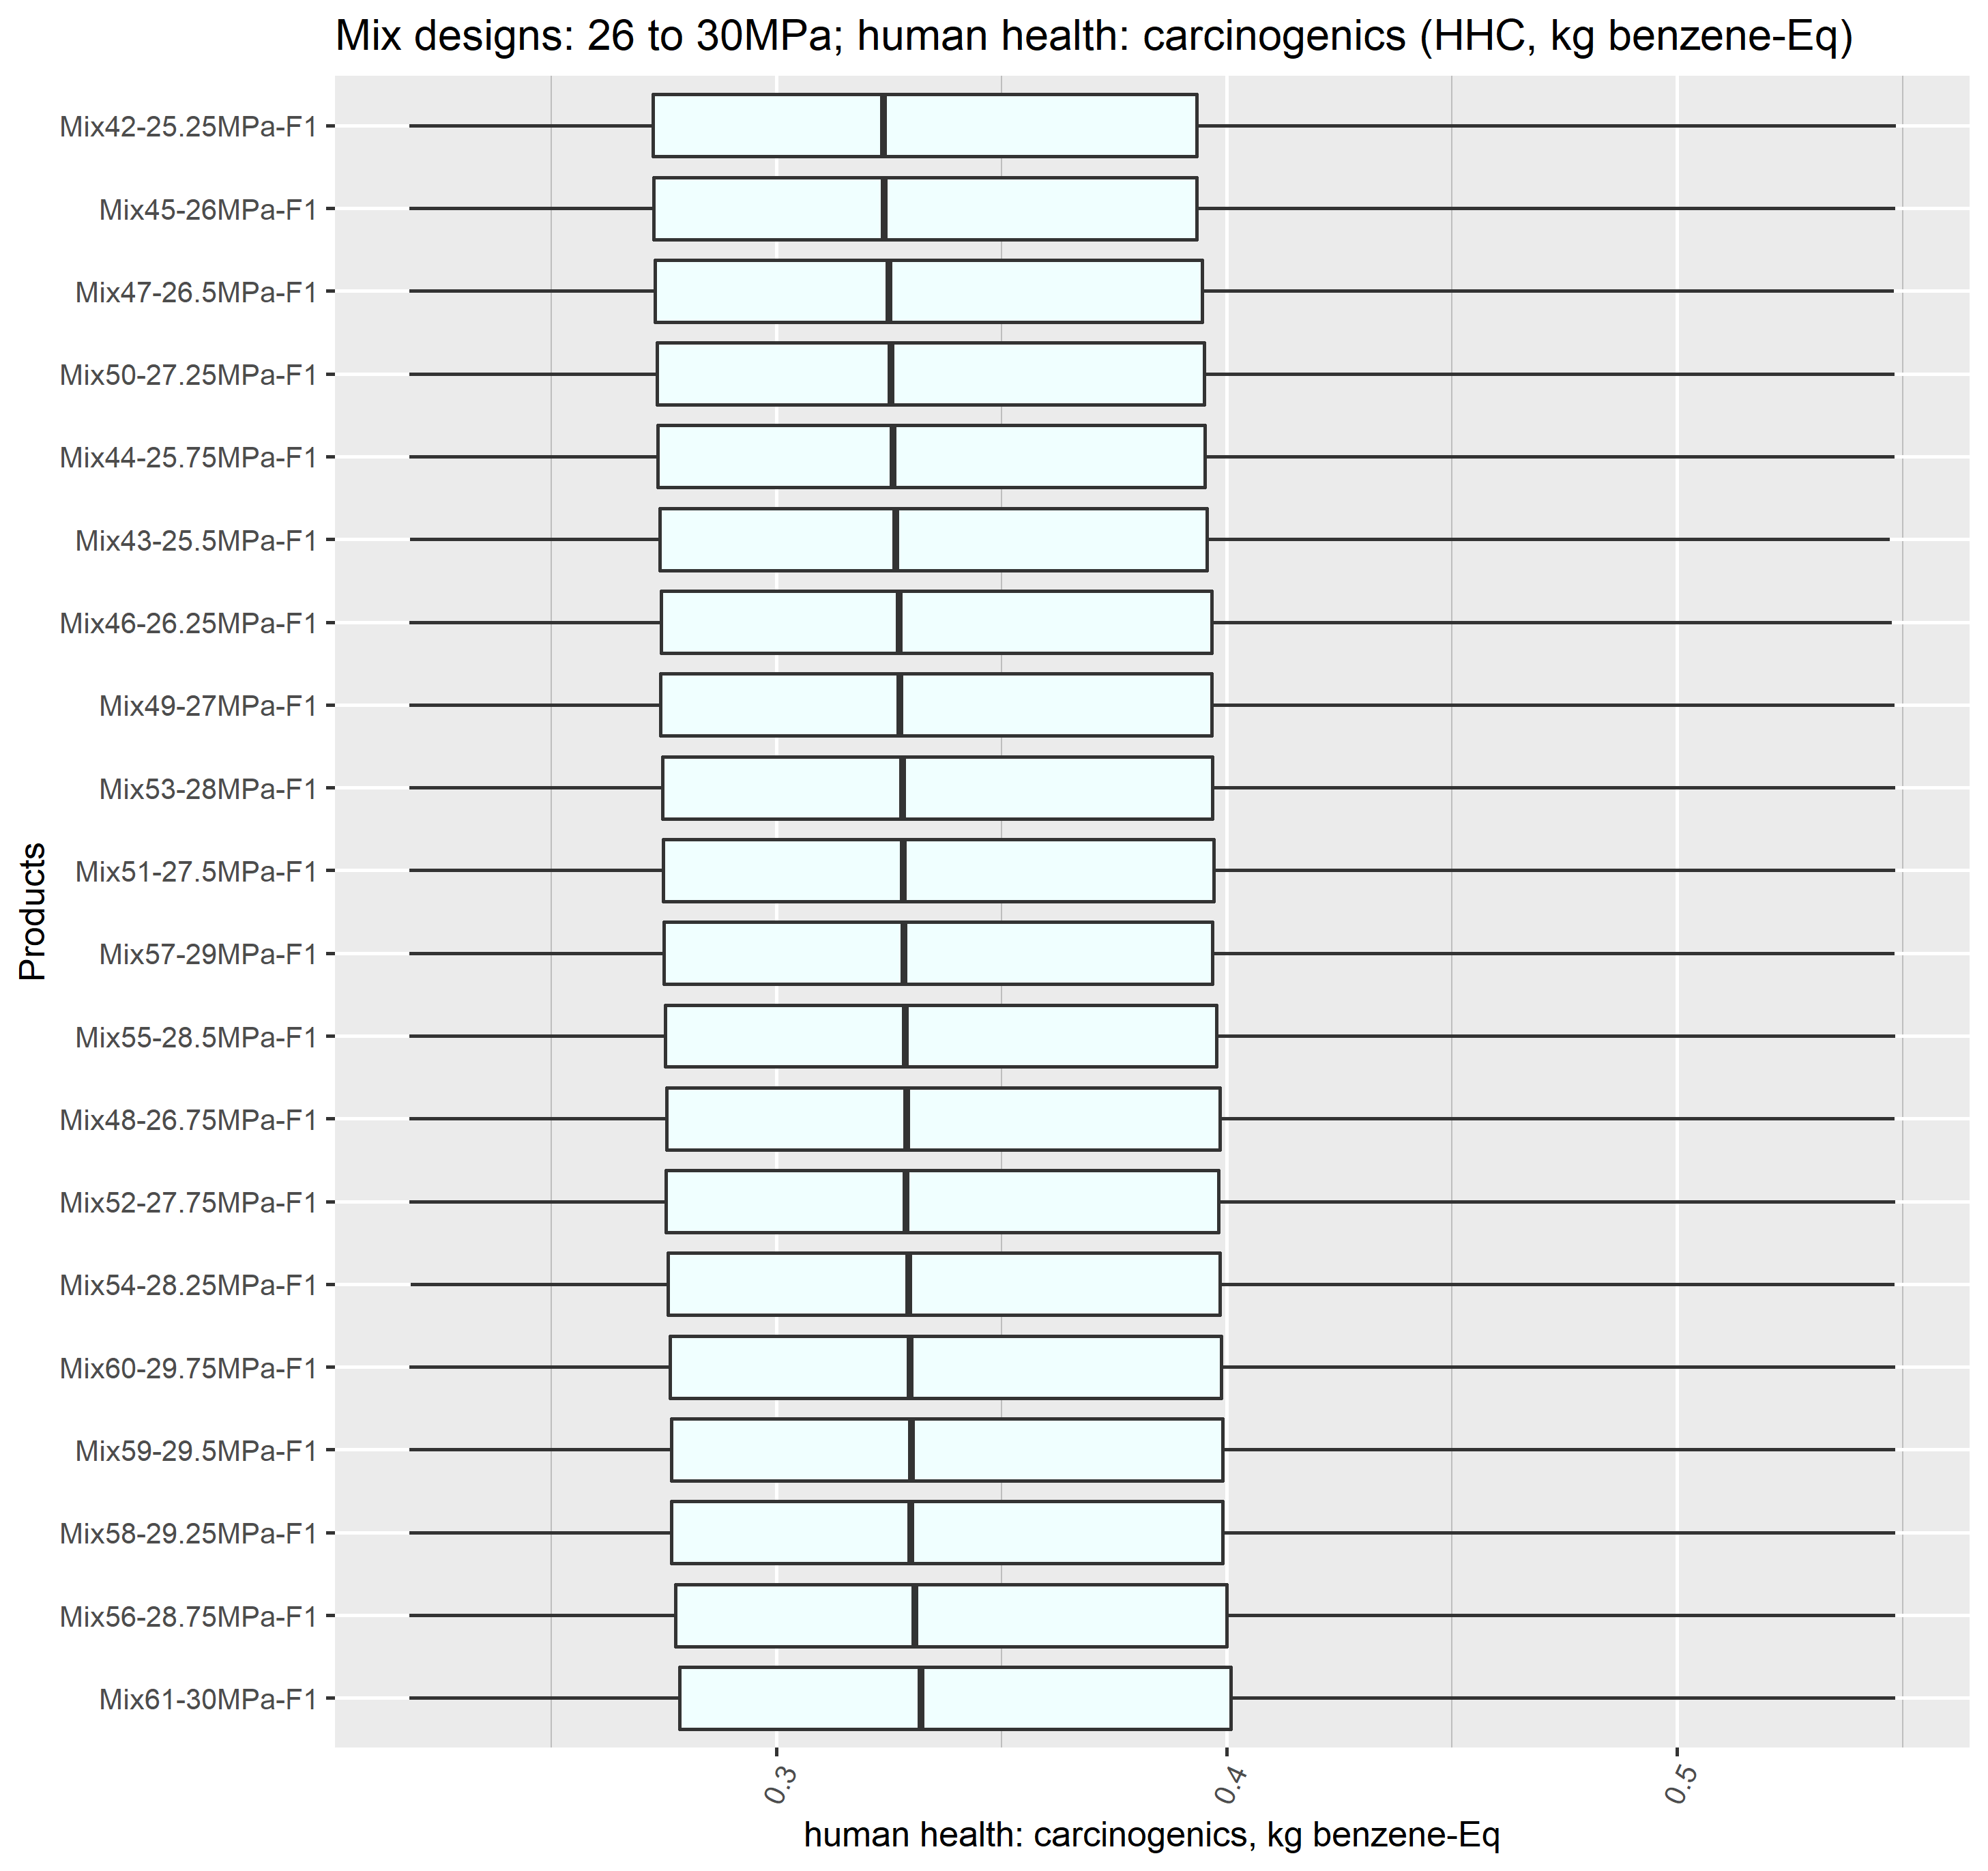 Mix designs: 26 to 30MPa; human health: carcinogenics (HHC, kg benzene-Eq)
Products
Mix42-25.25MPa-F1
Mix45-26MPa-F1
Mix47-26.5MPa-F1
Mix50-27.25MPa-F1
Mix44-25.75MPa-F1
Mix43-25.5MPa-F1
Mix46-26.25MPa-F1
Mix49-27MPa-F1
Mix53-28MPa-F1
Mix51-27.5MPa-F1
Mix57-29MPa-F1
Mix55-28.5MPa-F1
Mix48-26.75MPa-F1
Mix52-27.75MPa-F1
Mix54-28.25MPa-F1
Mix60-29.75MPa-F1
Mix59-29.5MPa-F1
Mix58-29.25MPa-F1
Mix56-28.75MPa-F1
Mix61-30MPa-F1
0.3
0.4
0.5
human health: carcinogenics, kg benzene-Eq